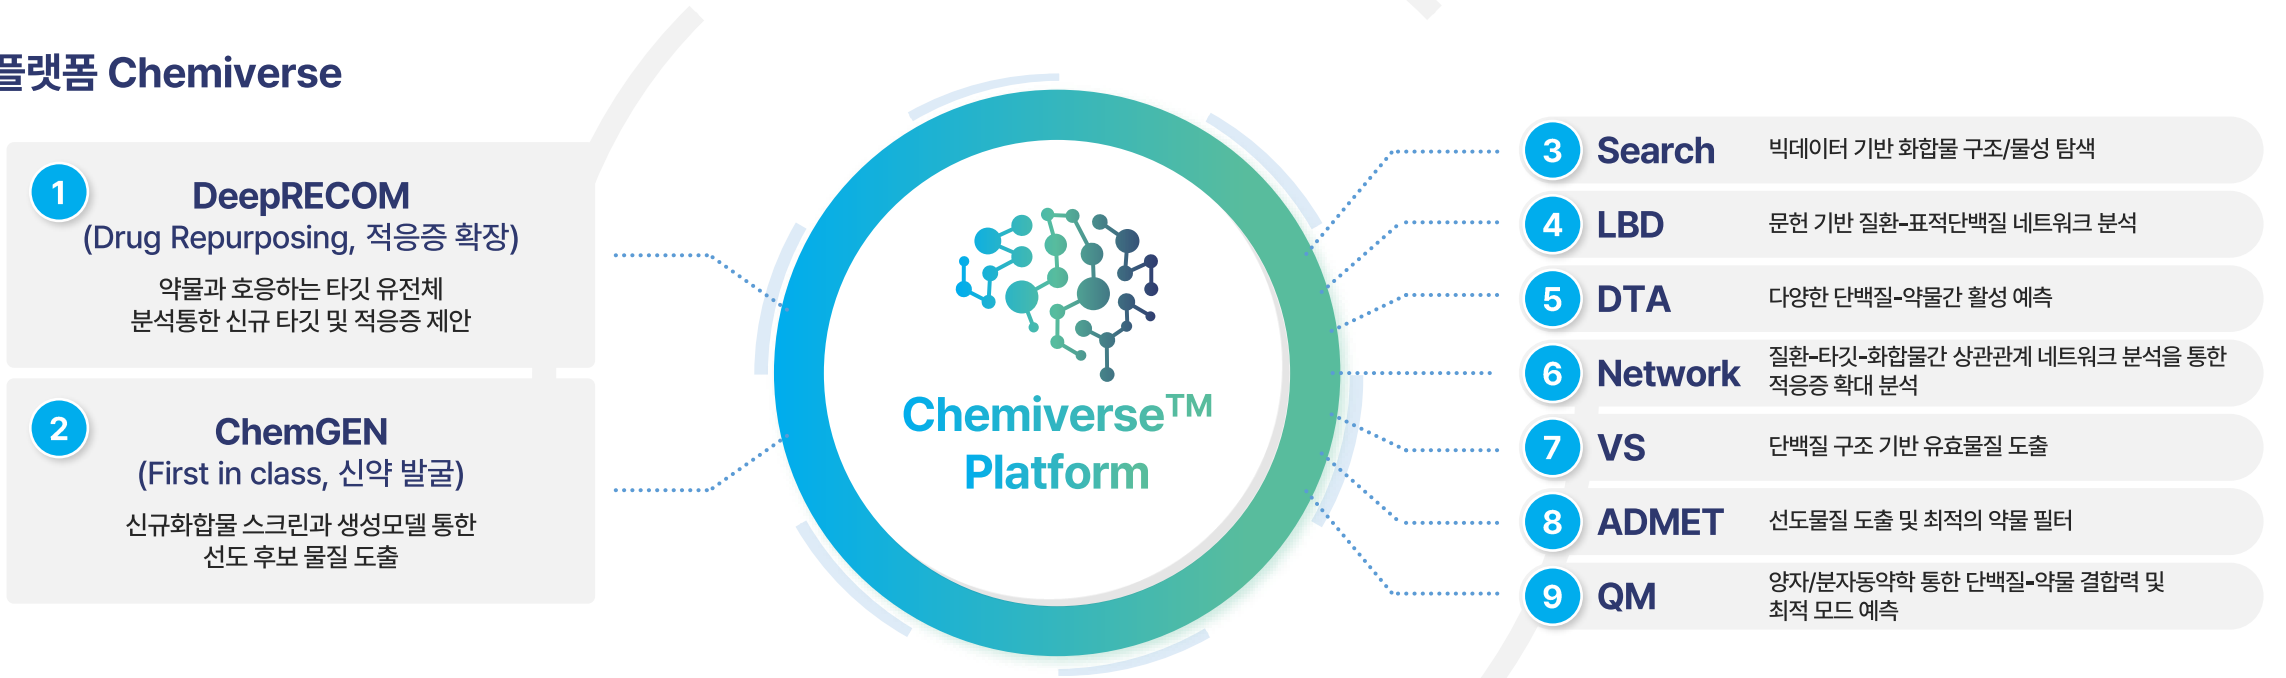 플랫폼 Chemiverse
1
DeepRECOM
(Drug Repurposing, 적응증 확장)
약물과 호응하는 타깃 유전체
분석통한 신규 타깃 및 적응증 제안
2
ChemGEN
(First in class, 신약 발굴)
신규화합물 스크린과 생성모델 통한
선도 후보 물질 도출
Chemiverse™
Platform
3 Search 빅데이터 기반 화합물 구조/물성 탐색
4 LBD 문헌 기반 질환-표적단백질 네트워크 분석
5 DTA 다양한 단백질-약물간 활성 예측
6 Network 질환-타깃-화합물간 상관관계 네트워크 분석을 통한
적응증 확대 분석
7 VS 단백질 구조 기반 유효물질 도출
8 ADMET 선도물질 도출 및 최적의 약물 필터
9 QM 양자/분자동약학 통한 단백질-약물 결합력 및
최적 모드 예측